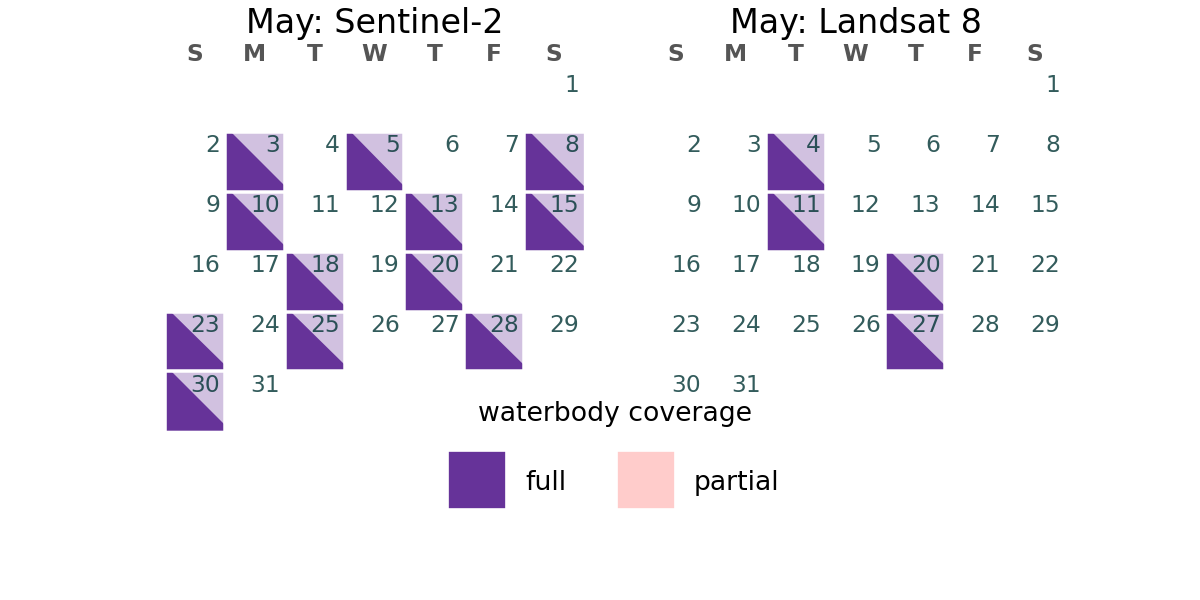 May: Sentinel-2
S M T W T F S
1
2 3 4 5 6 7 8
9 10 11 12 13 14 15
16 17 18 19 20 21 22
23 24 25 26 27 28 29
30 31
May: Landsat 8
S M T W T F S
1
2 3 4 5 6 7 8
9 10 11 12 13 14 15
16 17 18 19 20 21 22
23 24 25 26 27 28 29
30 31
waterbody coverage
full partial